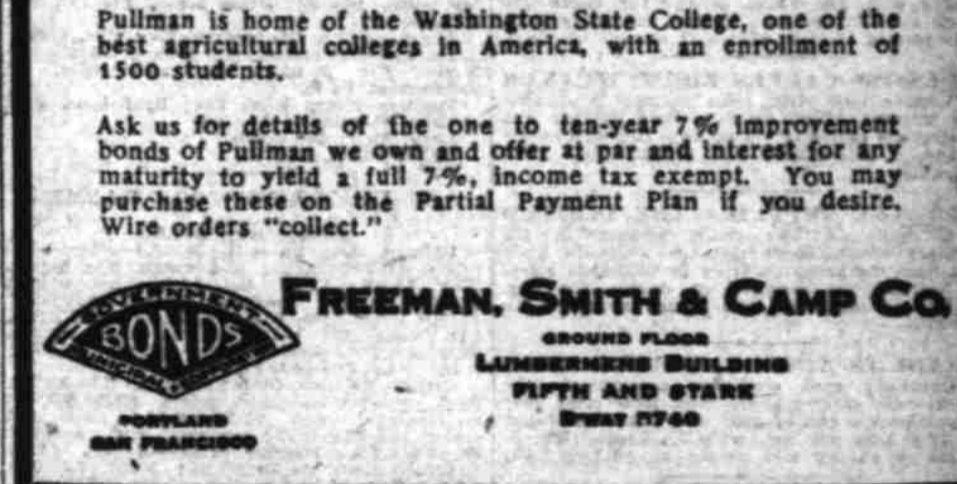 Pullman is home of the Washington State College, one of the
best agricultural colleges in America, with an enrollment of
1500 students.
Ask us for details of the one to ten-year 7% improvement
bonds of Pullman we own and offer at par and interest for any
maturity to yield a full 7%, income tax exempt. You may
purchase these on the Partial Payment Plan if you desire.
Wire orders "collect."
FREEMAN, SMITH & CAMP CO.
GROUND FLOOR
LUMBERMENS BUILDING
FIFTH AND STARK
GOVERNMENT
BONDS
MUNICIPAL
PORTLAND
SAN FRANCISCO